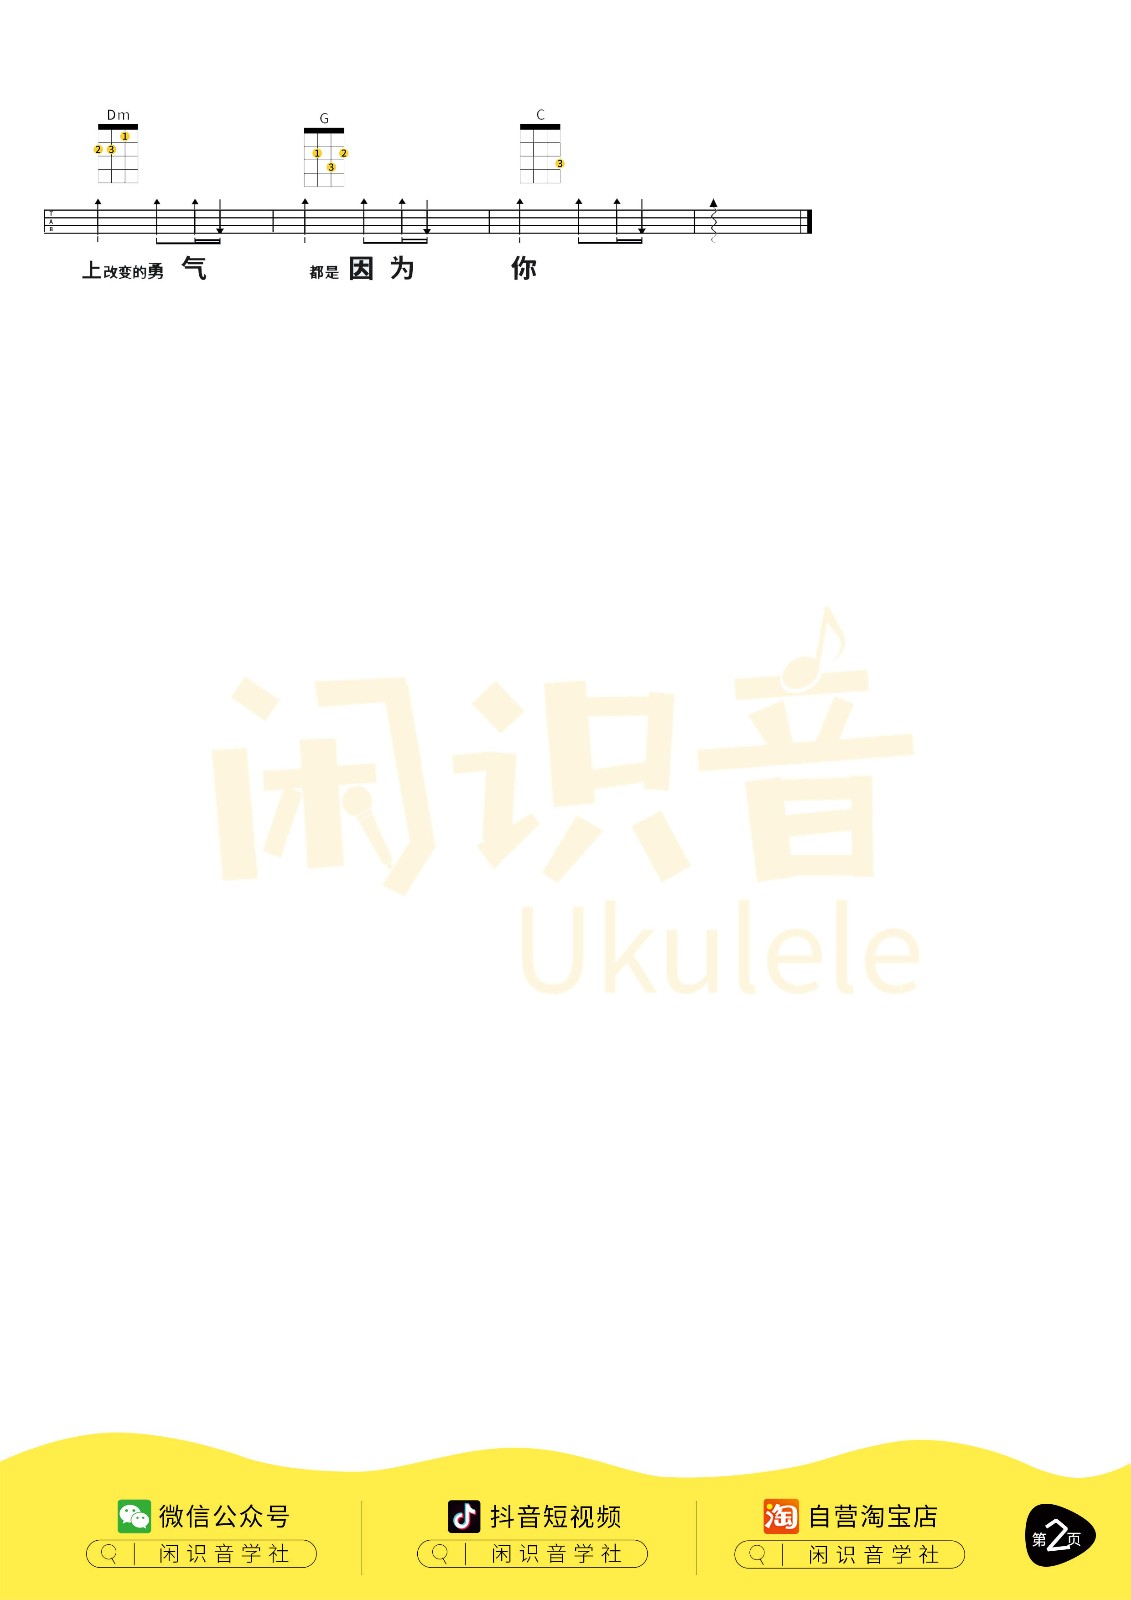 Dm G C
1 2 3 1 2 3 3
T
A
B
上改变的勇气 都是因为 你
闲识音
Ukulele
微信公众号 抖音短视频 淘 自营淘宝店
闲识音学社 闲识音学社 闲识音学社
第2页